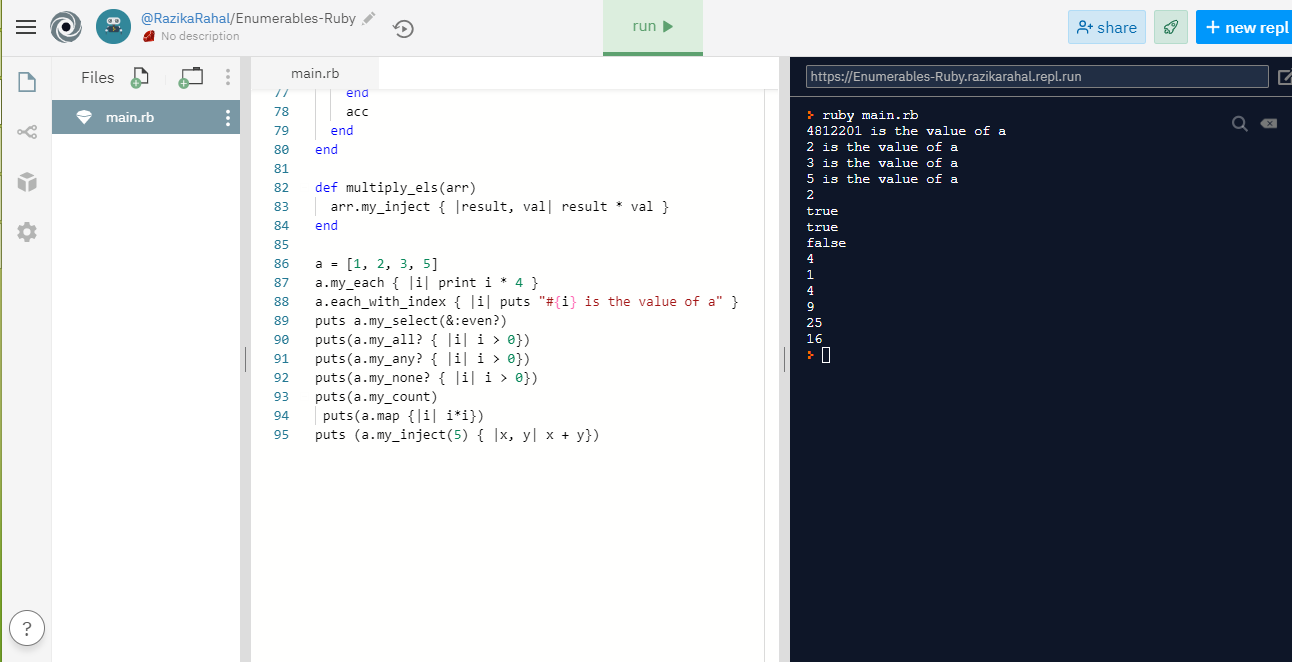 @RazikaRahal/Enumerables-Ruby
No description
run
share
+ new repl
Files
main.rb
main.rb
77 end
78 acc
79 end
80 end
81
82 def multiply_els(arr)
83 arr.my_inject { |result, val| result * val }
84 end
85
86 a = [1, 2, 3, 5]
87 a.my_each { |i| print i * 4 }
88 a.each_with_index { |i| puts "#{i} is the value of a" }
89 puts a.my_select(&:even?)
90 puts(a.my_all? { |i| i > 0})
91 puts(a.my_any? { |i| i > 0})
92 puts(a.my_none? { |i| i > 0})
93 puts(a.my_count)
94 puts(a.map {|i| i*i})
95 puts (a.my_inject(5) { |x, y| x + y})
https://Enumerables-Ruby.razikarahal.repl.run
ruby main.rb
4812201 is the value of a
2 is the value of a
3 is the value of a
5 is the value of a
2
true
true
false
4
1
4
9
25
16
?